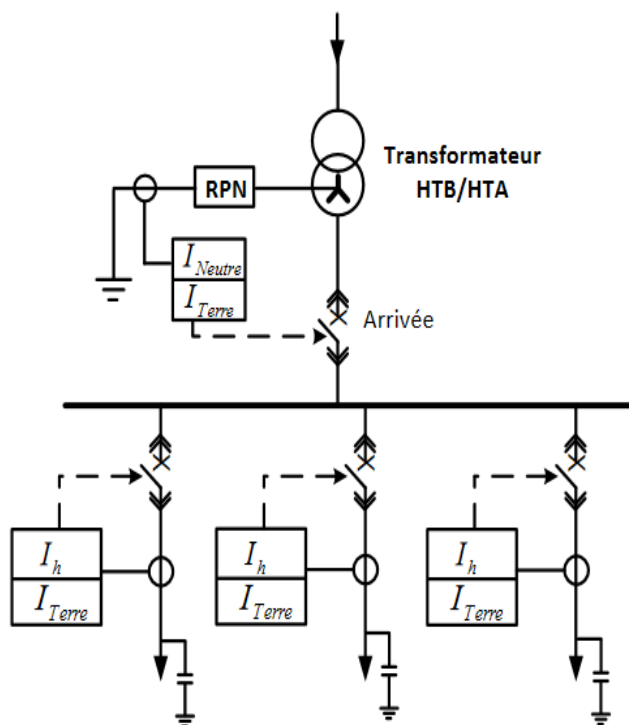 Transformateur
HTB/HTA
RPN
I_Neutre
I_Terre
Arrivée
I_h
I_Terre
I_h
I_Terre
I_h
I_Terre